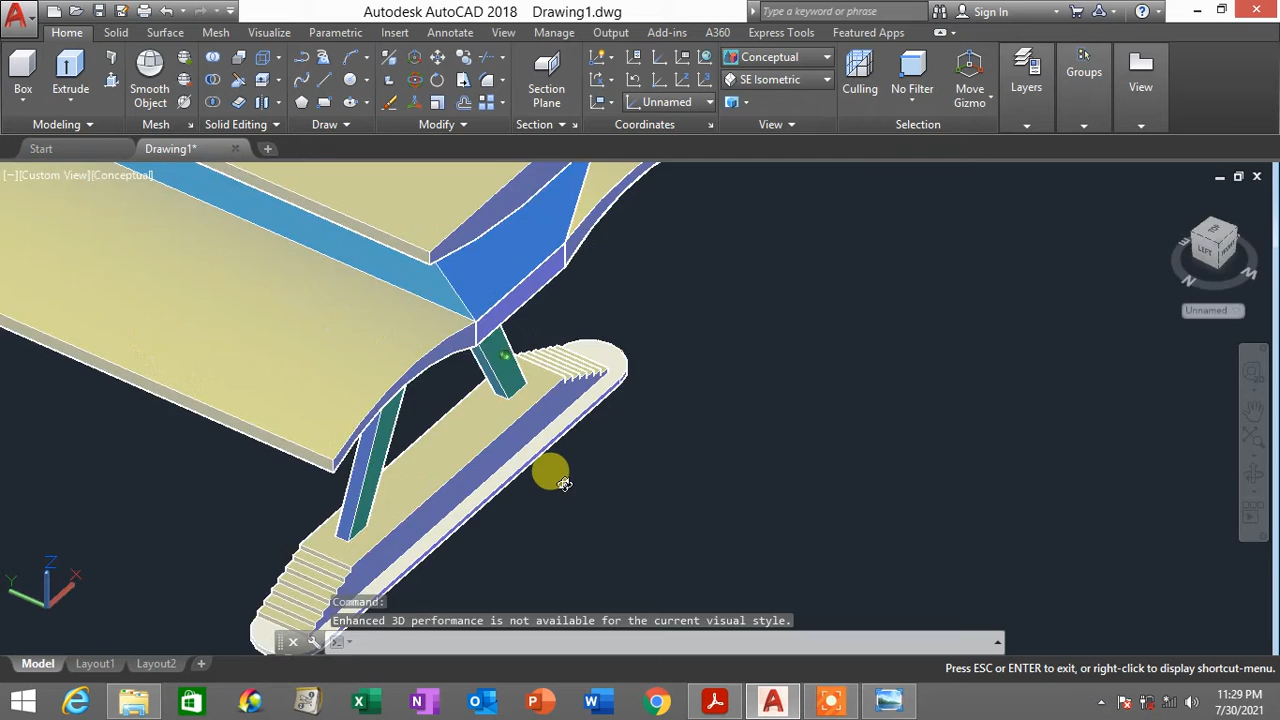 Autodesk AutoCAD 2018 Drawing1.dwg
Type a keyword or phrase
Sign In
Home Solid Surface Mesh Visualize Parametric Insert Annotate View Manage Output Add-ins A360 Express Tools Featured Apps
Box
Extrude
Smooth
Object
Section
Plane
Conceptual
SE Isometric
Unnamed
Culling
No Filter
Move
Gizmo
Layers
Groups
View
Modeling
Mesh
Solid Editing
Draw
Modify
Section
Coordinates
View
Selection
Start
Drawing1*
[−][Custom View][Conceptual]
TOP
LEFT
E
N
W
Unnamed
Z
Y
X
Command:
Enhanced 3D performance is not available for the current visual style.
Model
Layout1
Layout2
Press ESC or ENTER to exit, or right-click to display shortcut-menu.
11:29 PM
7/30/2021